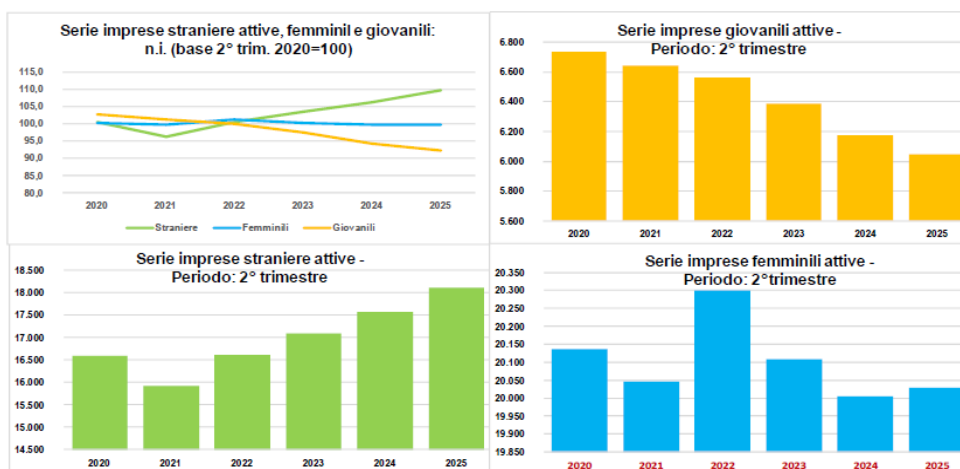 Serie imprese straniere attive, femminil e giovanili:
n.i. (base 2° trim. 2020=100)
115,0
110,0
105,0
100,0
95,0
90,0
85,0
80,0
2020 2021 2022 2023 2024 2025
Straniere Femminili Giovanili
Serie imprese giovanili attive -
Periodo: 2° trimestre
6.800
6.600
6.400
6.200
6.000
5.800
5.600
2020 2021 2022 2023 2024 2025
Serie imprese straniere attive -
Periodo: 2° trimestre
18.500
18.000
17.500
17.000
16.500
16.000
15.500
15.000
14.500
2020 2021 2022 2023 2024 2025
Serie imprese femminili attive -
Periodo: 2° trimestre
20.350
20.300
20.250
20.200
20.150
20.100
20.050
20.000
19.950
19.900
19.850
2020 2021 2022 2023 2024 2025